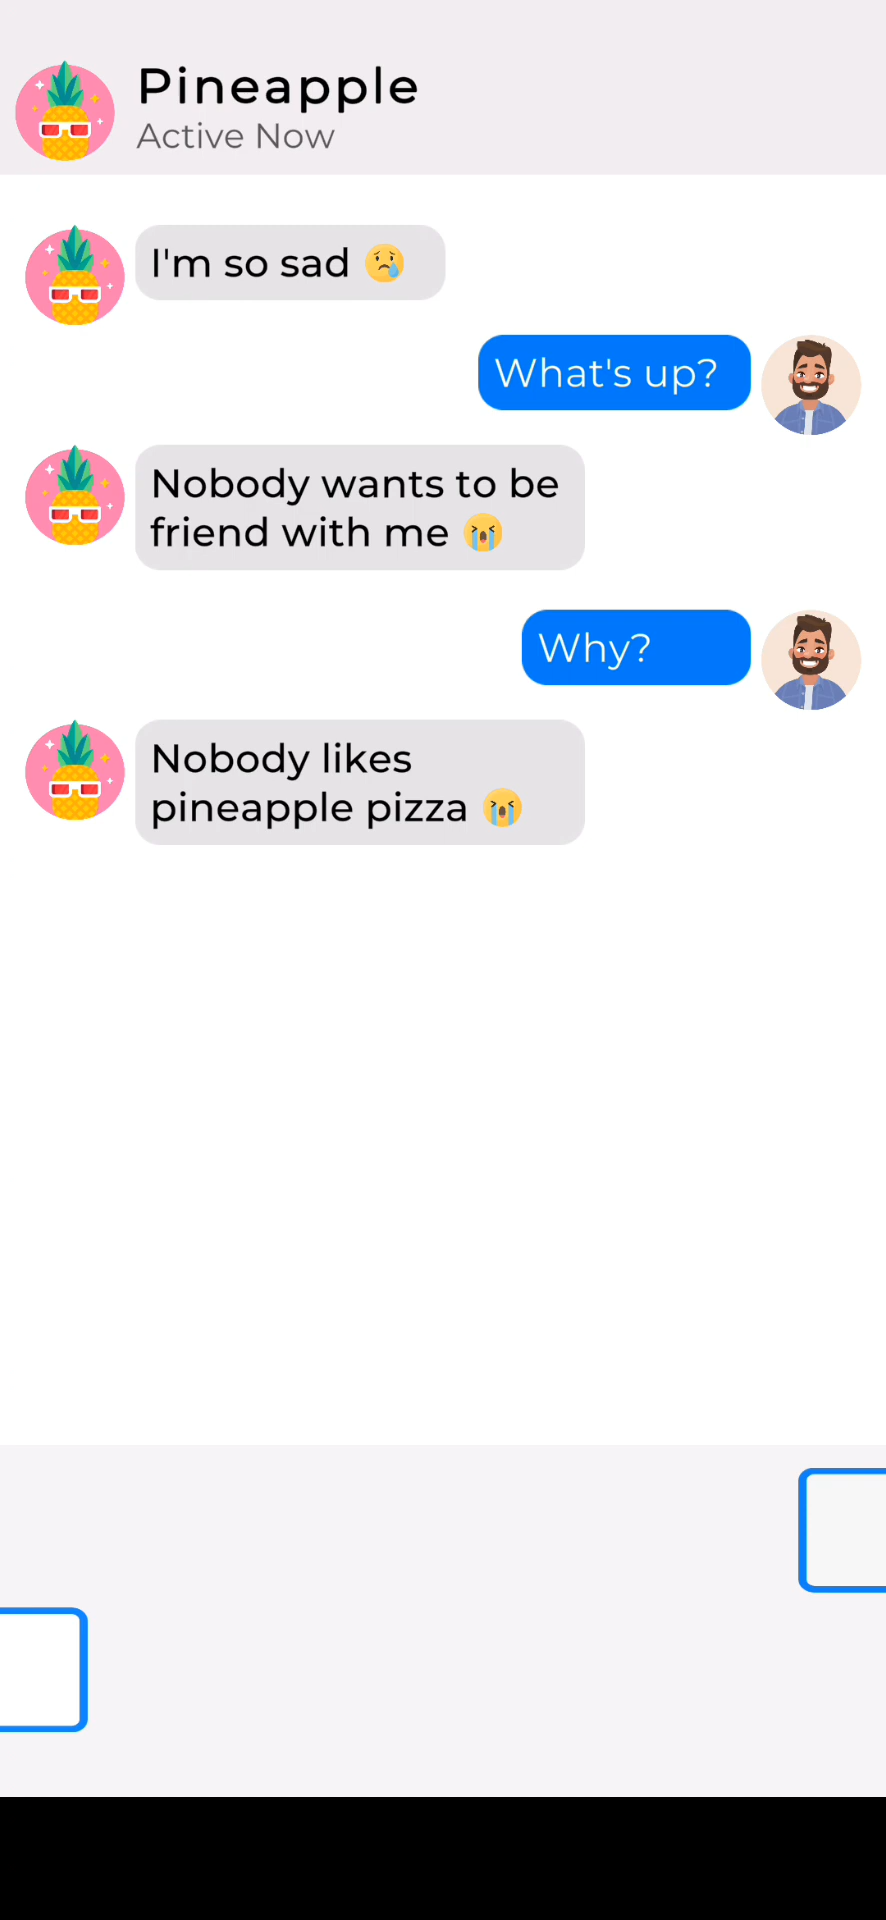 Pineapple
Active Now
I'm so sad 😢
What's up?
Nobody wants to be
friend with me 😭
Why?
Nobody likes
pineapple pizza 😭